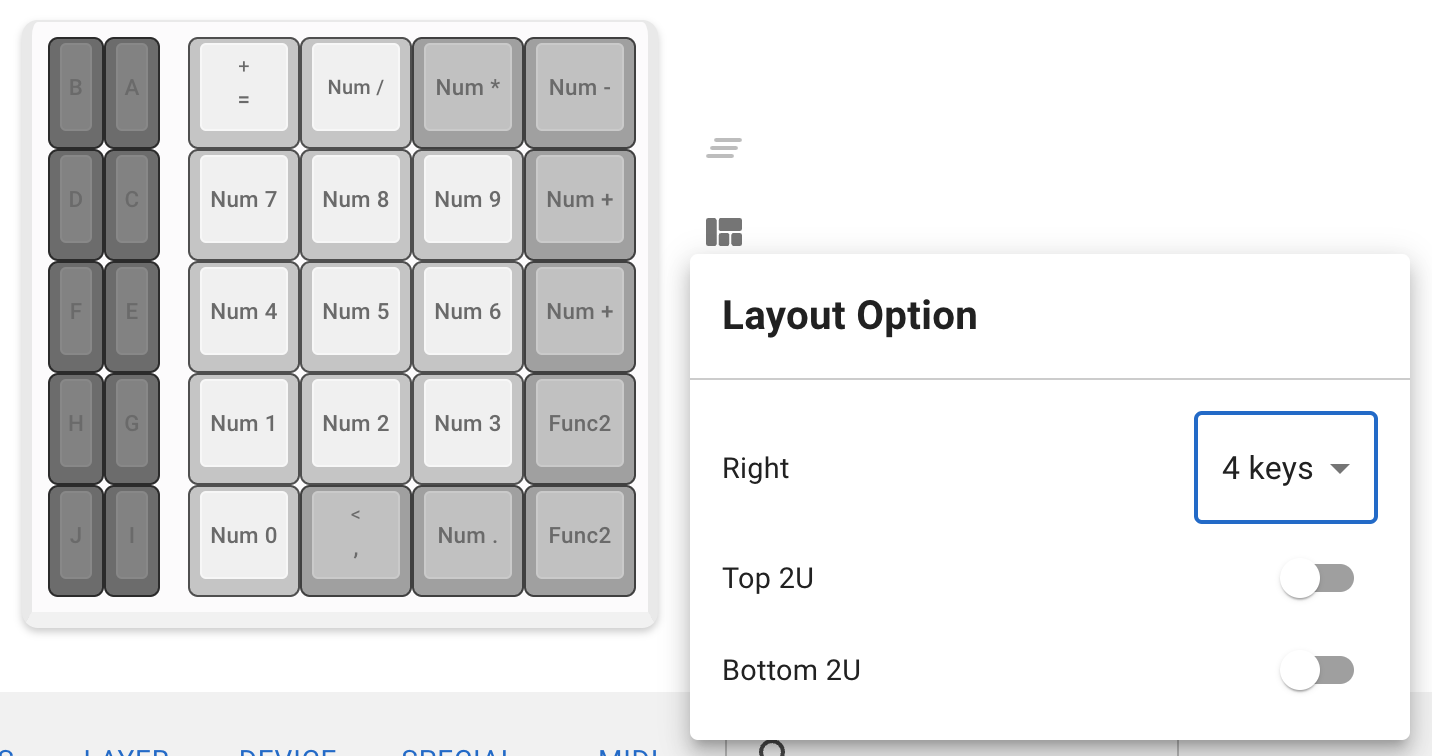 B A + Num / Num * Num -
=
D C Num 7 Num 8 Num 9 Num +
F E Num 4 Num 5 Num 6 Num +
H G Num 1 Num 2 Num 3 Func2
J I Num 0 < Num . Func2
,
Layout Option
Right 4 keys
Top 2U
Bottom 2U
LAYER DEVICE SPECIAL MIDI